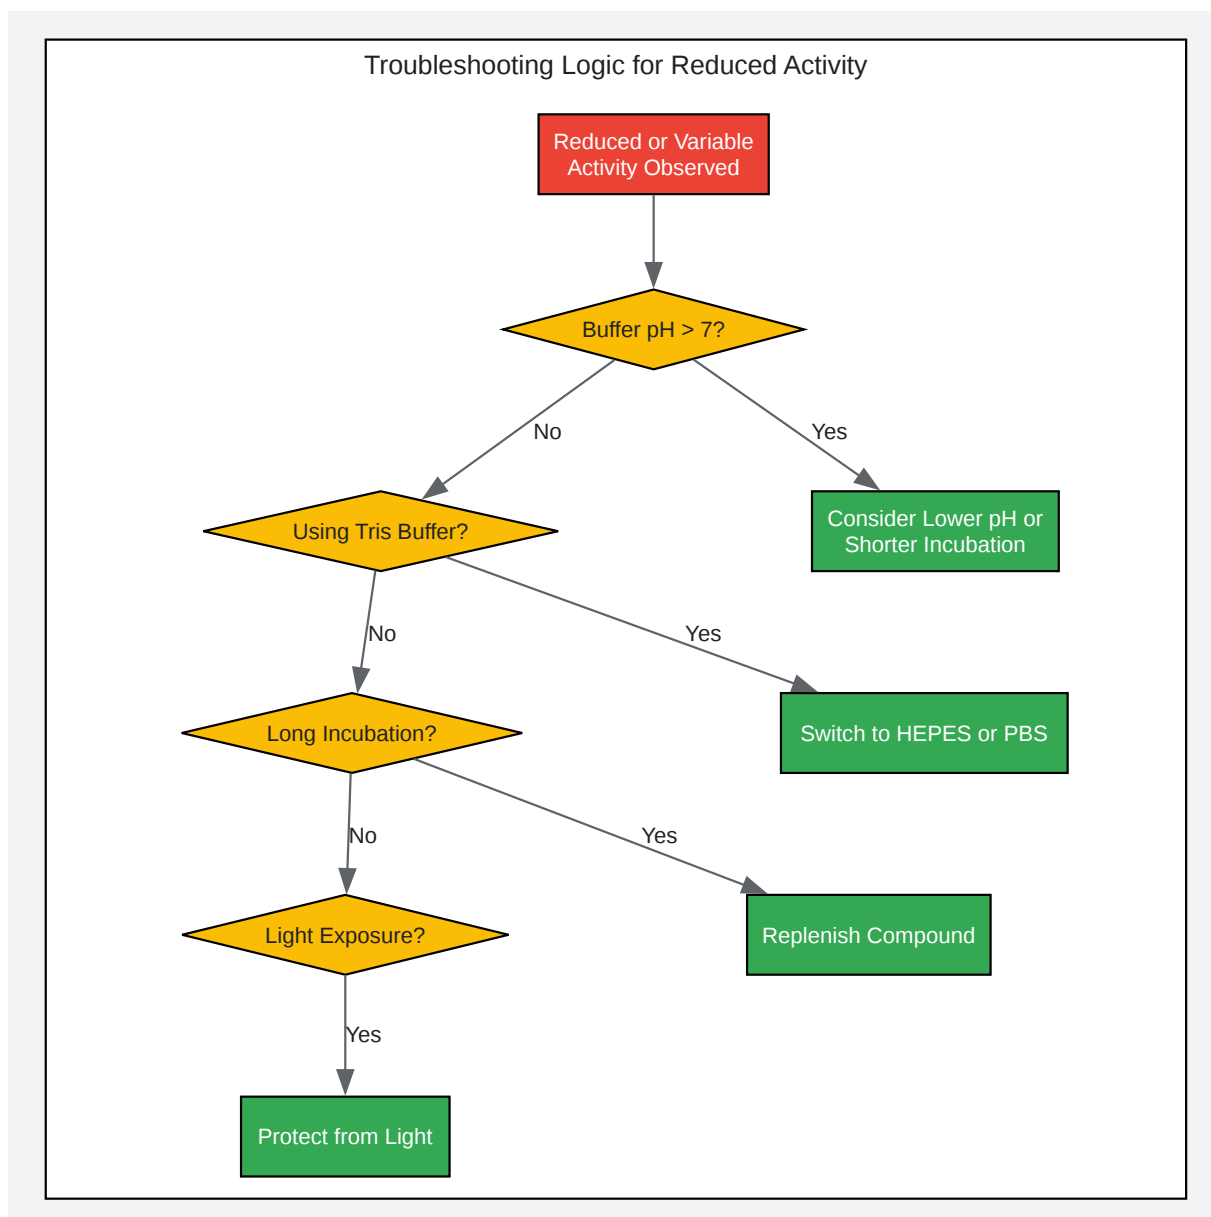 Troubleshooting Logic for Reduced Activity
Reduced or Variable
Activity Observed
Buffer pH > 7?
No
Yes
Using Tris Buffer?
Consider Lower pH or
Shorter Incubation
No
Yes
Long Incubation?
Switch to HEPES or PBS
No
Yes
Light Exposure?
Replenish Compound
Yes
Protect from Light